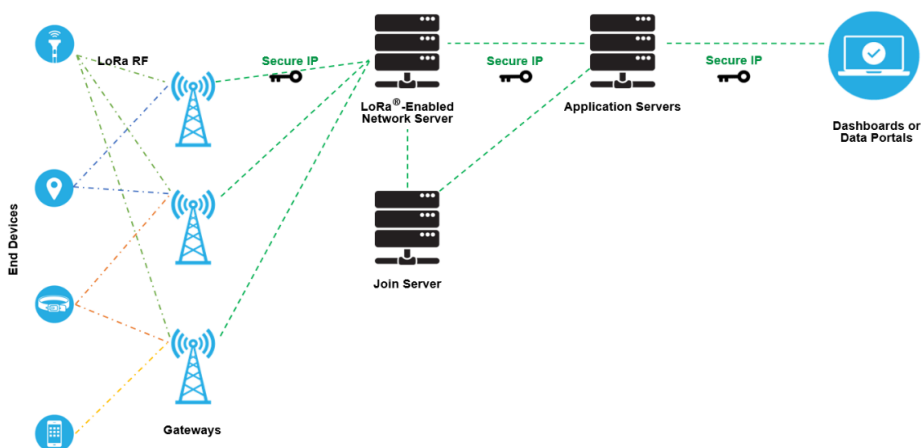 LoRa RF
Secure IP
Secure IP
Secure IP
LoRa®-Enabled
Network Server
Application Servers
Dashboards or
Data Portals
End Devices
Join Server
Gateways